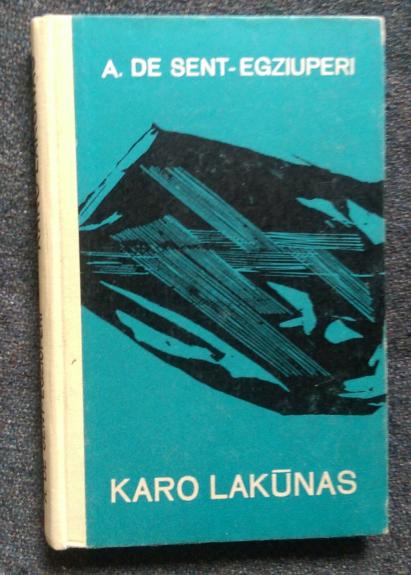 A. DE SENT-EGZIUPERI
KARO LAKŪNAS